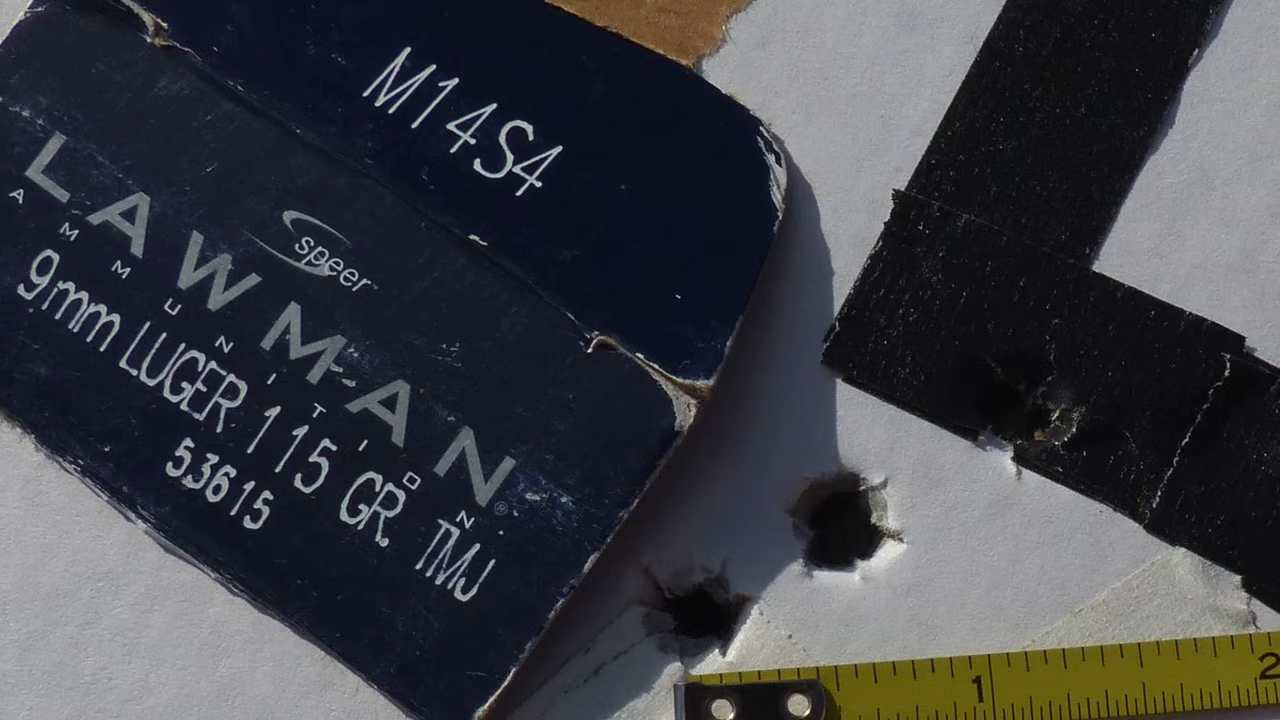 M14S4
speer
LAWMAN®
AMMUNITION
9mm LUGER 115 GR. TMJ
53615
1 2